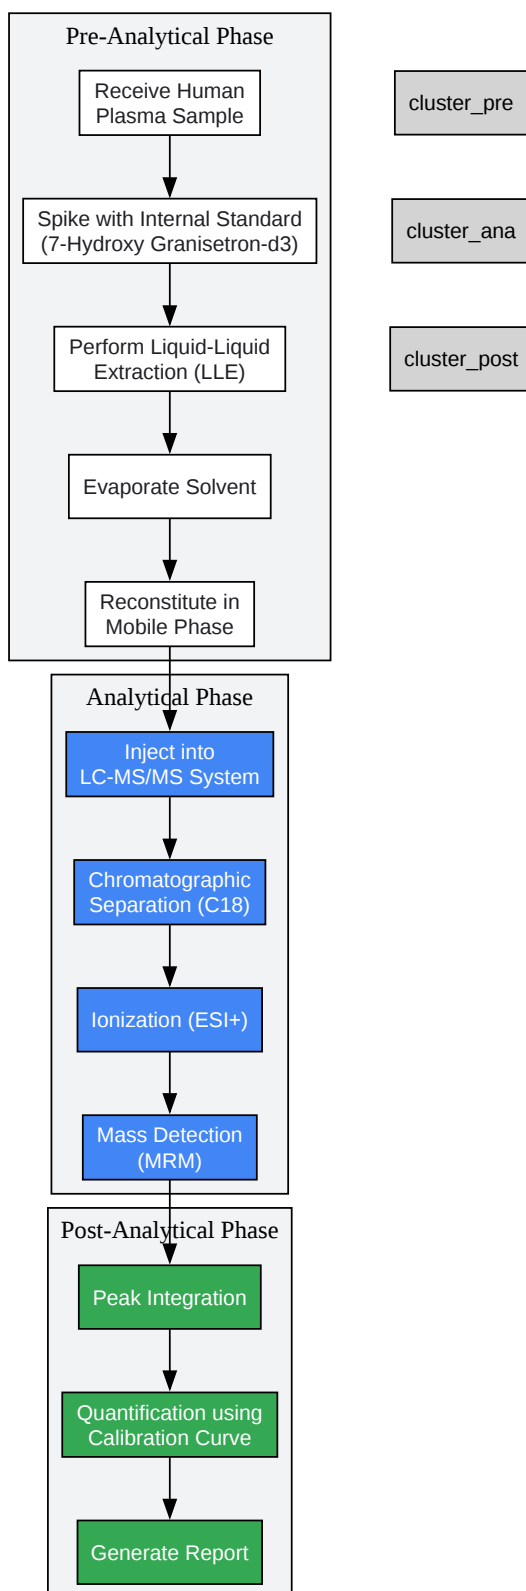 Pre-Analytical Phase
Receive Human
Plasma Sample
cluster_pre
Spike with Internal Standard
(7-Hydroxy Granisetron-d3)
cluster_ana
Perform Liquid-Liquid
Extraction (LLE)
cluster_post
Evaporate Solvent
Reconstitute in
Mobile Phase
Analytical Phase
Inject into
LC-MS/MS System
Chromatographic
Separation (C18)
Ionization (ESI+)
Mass Detection
(MRM)
Post-Analytical Phase
Peak Integration
Quantification using
Calibration Curve
Generate Report